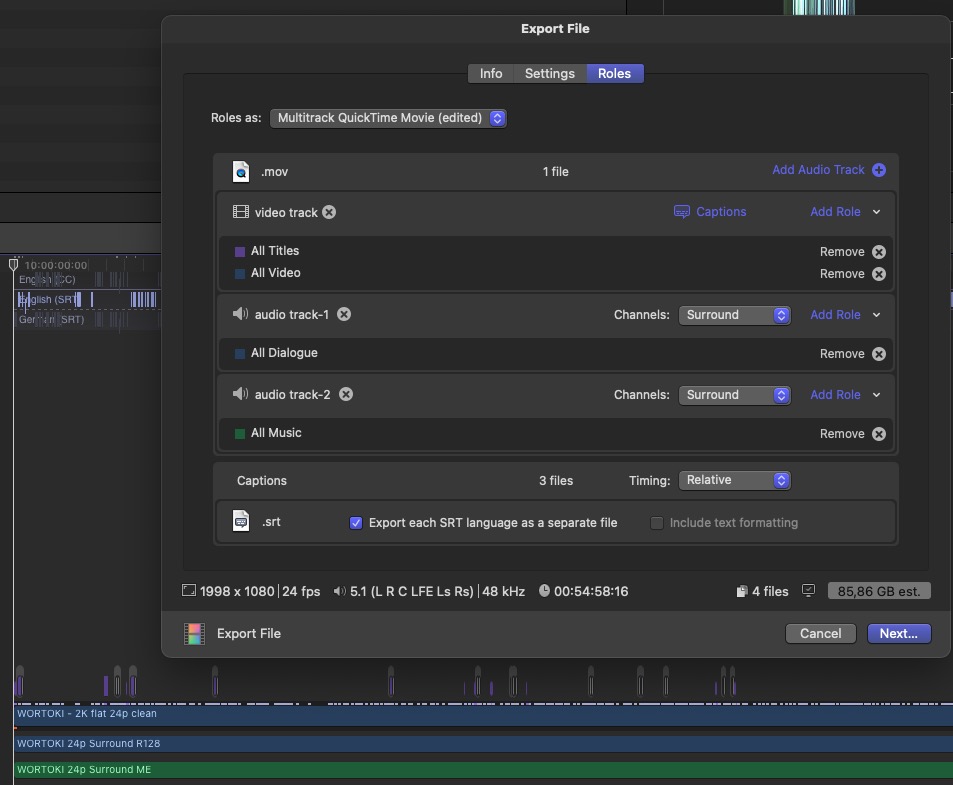 Export File
Info Settings Roles
Roles as: Multitrack QuickTime Movie (edited)
.mov 1 file Add Audio Track
video track Captions Add Role
All Titles Remove
All Video Remove
audio track-1 Channels: Surround Add Role
All Dialogue Remove
audio track-2 Channels: Surround Add Role
All Music Remove
Captions 3 files Timing: Relative
.srt Export each SRT language as a separate file Include text formatting
1998 x 1080 | 24 fps 5.1 (L R C LFE Ls Rs) | 48 kHz 00:54:58:16 4 files 85,86 GB est.
Export File Cancel Next...
10:00:00:00
English (SRT)
WORTOKI - 2K flat 24p clean
WORTOKI 24p Surround R128
WORTOKI 24p Surround ME